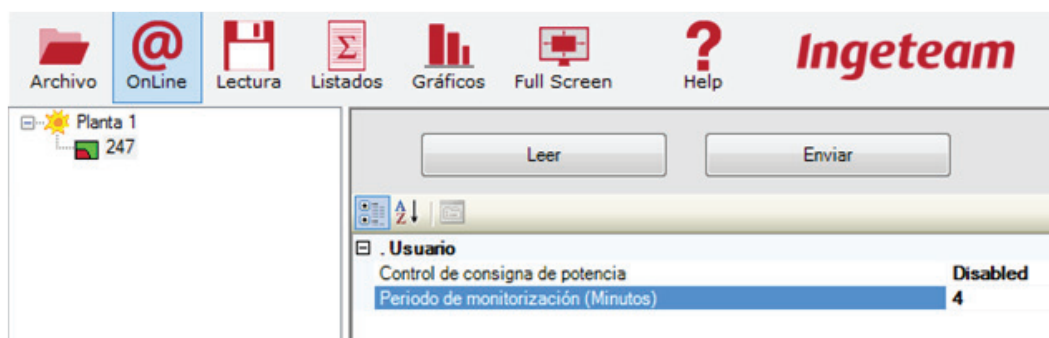 Archivo OnLine Lectura Listados Gráficos Full Screen Help Ingeteam
Planta 1
247
Leer Enviar
. Usuario
Control de consigna de potencia Disabled
Periodo de monitorización (Minutos) 4